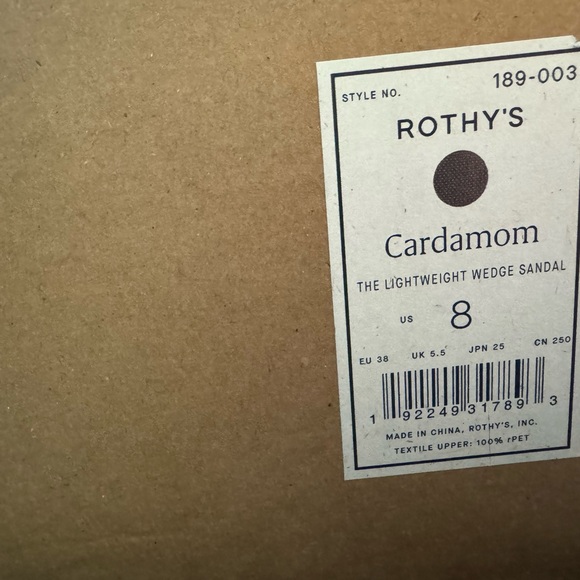 STYLE NO. 189-003
ROTHY'S
Cardamom
THE LIGHTWEIGHT WEDGE SANDAL
US 8
EU 38 UK 5.5 JPN 25 CN 250
1 92249 31789 3
MADE IN CHINA, ROTHY'S, INC.
TEXTILE UPPER: 100% rPET